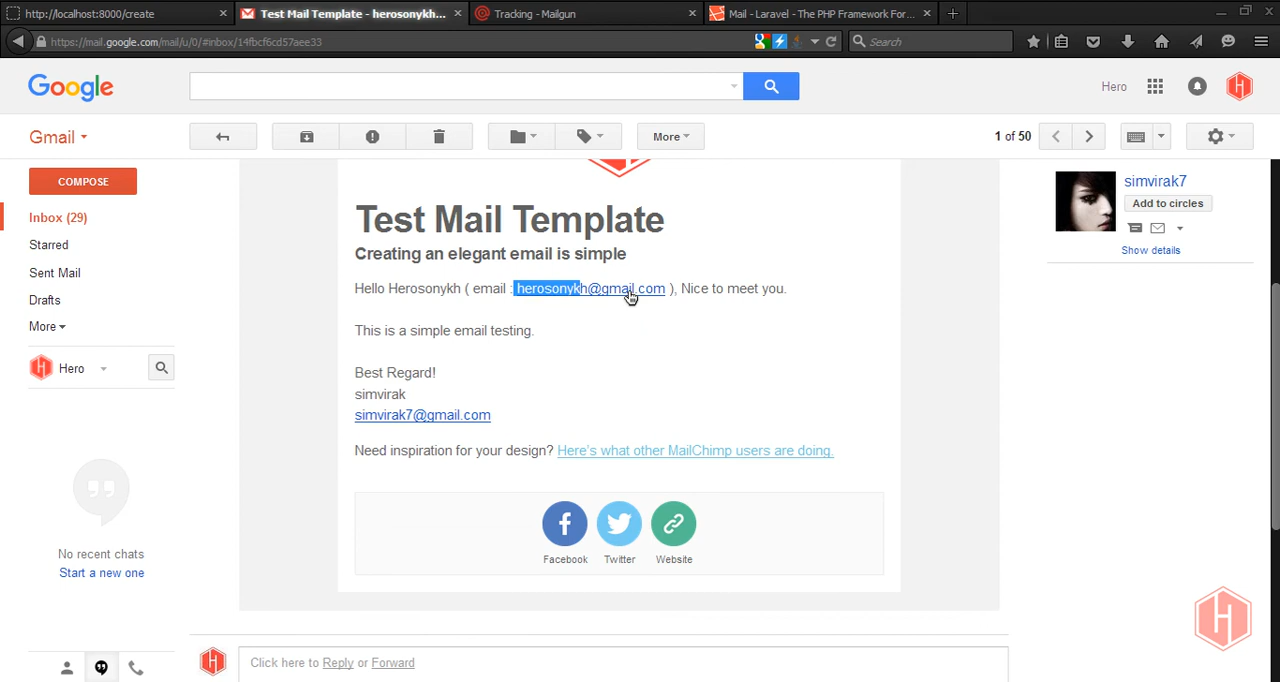 http://localhost:8000/create
Test Mail Template - herosonykh...
Tracking - Mailgun
Mail - Laravel - The PHP Framework For...
https://mail.google.com/mail/u/0/#inbox/14fbcf6cd57aee33
Search
Google
Hero
Gmail
More
1 of 50
COMPOSE
Inbox (29)
Starred
Sent Mail
Drafts
More
Hero
No recent chats
Start a new one
Test Mail Template
Creating an elegant email is simple
Hello Herosonykh ( email : herosonykh@gmail.com ), Nice to meet you.
This is a simple email testing.
Best Regard!
simvirak
simvirak7@gmail.com
Need inspiration for your design? Here's what other MailChimp users are doing.
Facebook
Twitter
Website
Click here to Reply or Forward
simvirak7
Add to circles
Show details